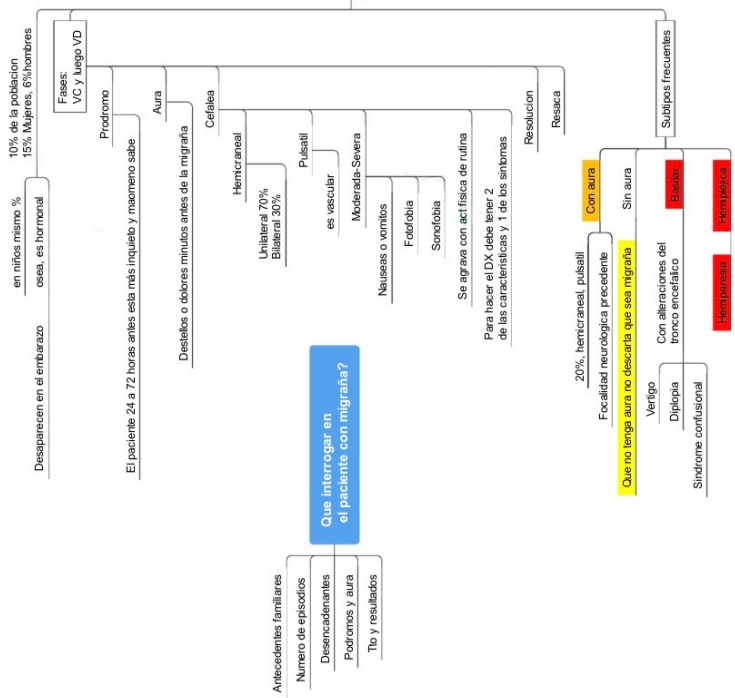 10% de la poblacion
15% Mujeres, 6%hombres
en niños mismo %
osea, es hormonal
Desaparecen en el embarazo
Fases:
VC y luego VD
Prodromo
El paciente 24 a 72 horas antes esta más inquieto y maomeno sabe
Aura
Destellos o dolores minutos antes de la migraña
Cefalea
Hemicraneal
Unilateral 70%
Bilateral 30%
Pulsatil
es vascular
Moderada-Severa
Nauseas o vomitos
Fotofobia
Sonofobia
Se agrava con act fisica de rutina
Para hacer el DX debe tener 2
de las caracteristicas y 1 de los sintomas
Resolucion
Resaca
Subtipos frecuentes
Con aura
20%, hemicraneal, pulsatil
Focalidad neurologica precedente
Sin aura
Que no tenga aura no descarta que sea migraña
Basilar
Con alteraciones del
tronco encefalico
Vertigo
Diplopia
Sindrome confusional
Hemiplejica
Hemiparesia
Que interrogar en
el paciente con migraña?
Antecedentes familiares
Numero de episodios
Desencadenantes
Podromos y aura
Tto y resultados